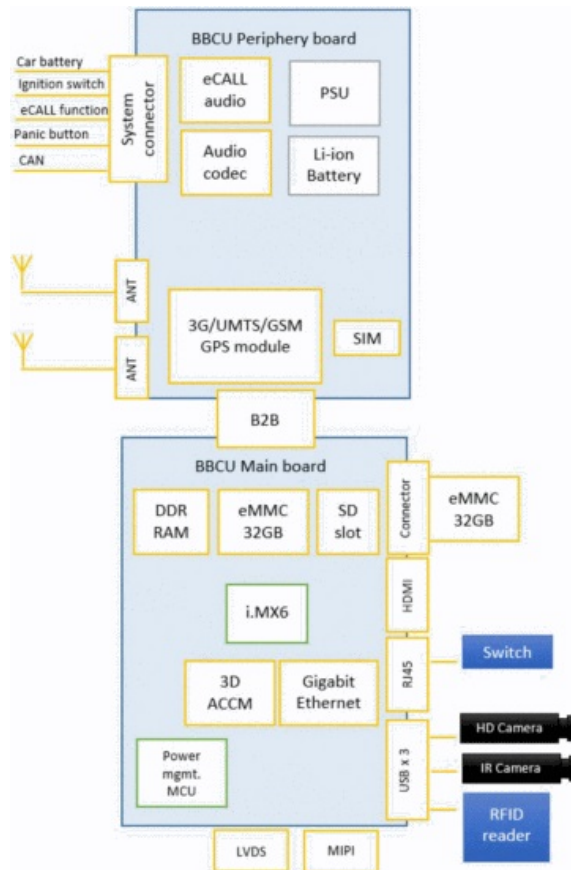 BBCU Periphery board
Car battery
Ignition switch
eCALL function
Panic button
CAN
System
connector
eCALL
audio
PSU
Audio
codec
Li-ion
Battery
ANT
ANT
3G/UMTS/GSM
GPS module
SIM
B2B
BBCU Main board
DDR
RAM
eMMC
32GB
SD
slot
Connector
eMMC
32GB
i.MX6
HDMI
3D
ACCM
Gigabit
Ethernet
RJ45
Switch
Power
mgmt.
MCU
USB x 3
HD Camera
IR Camera
RFID
reader
LVDS
MIPI